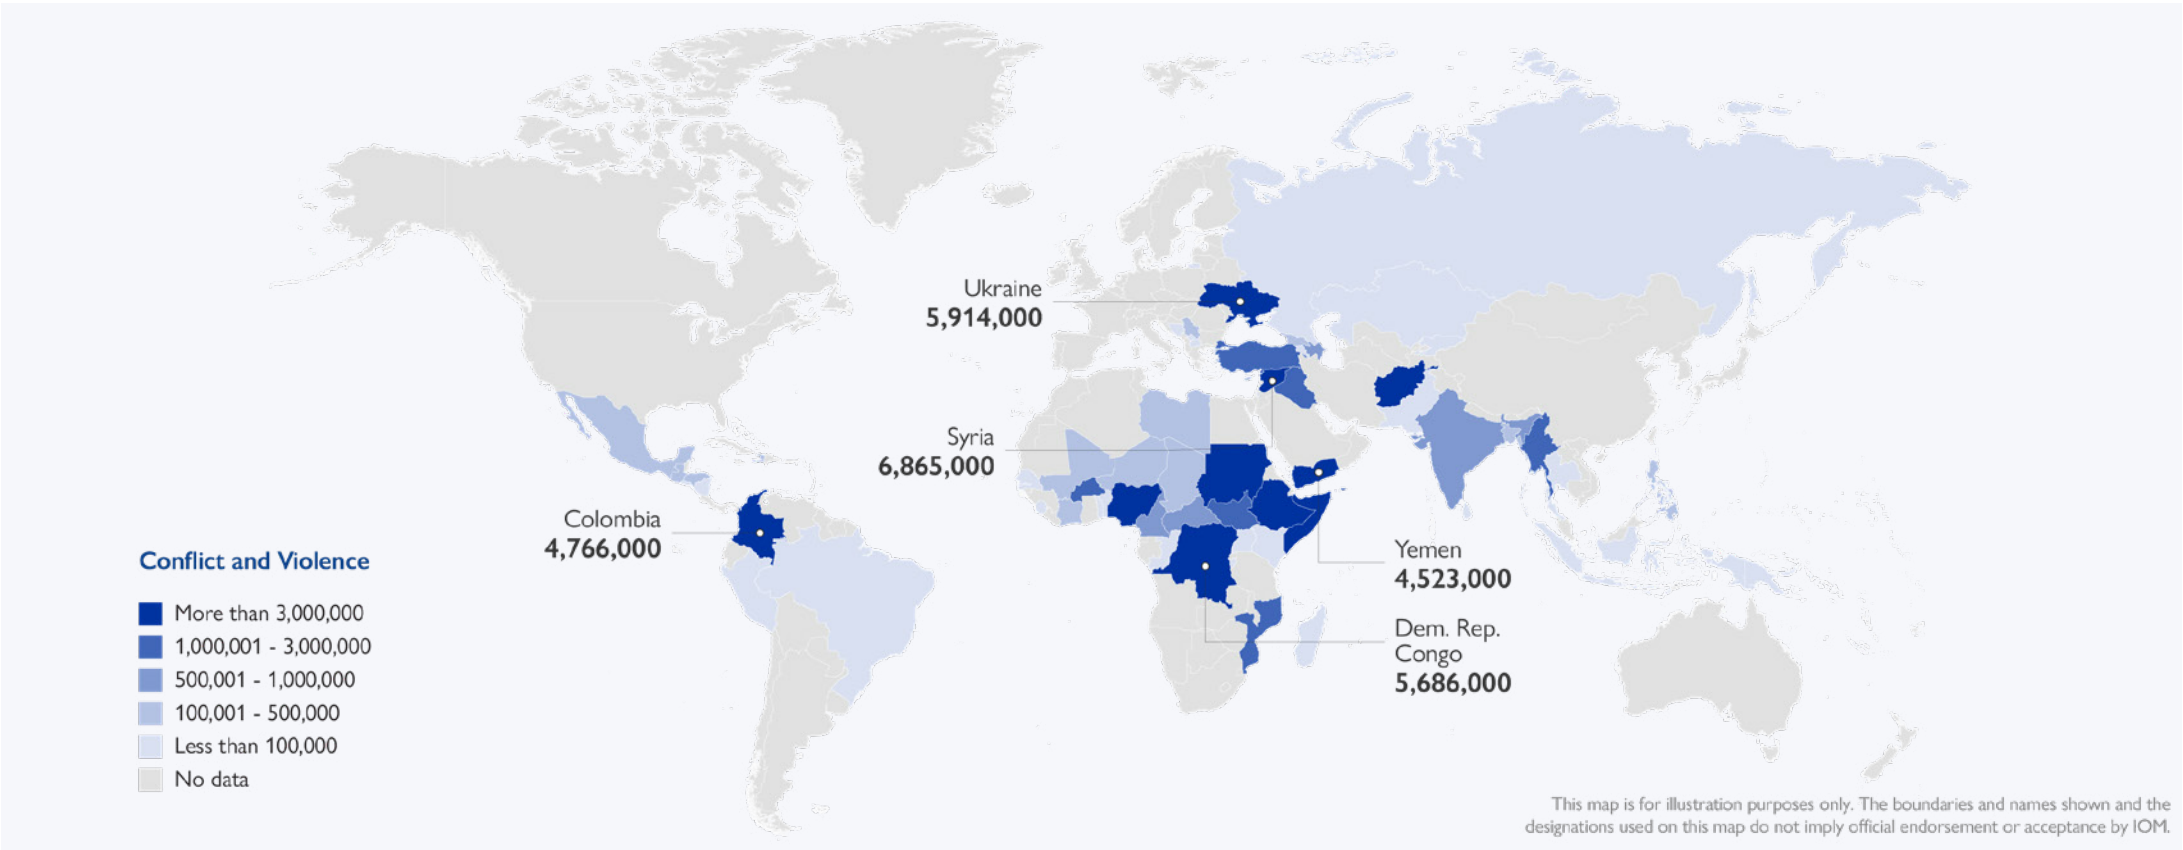 Ukraine
5,914,000
Syria
6,865,000
Colombia
4,766,000
Yemen
4,523,000
Dem. Rep.
Congo
5,686,000
Conflict and Violence
More than 3,000,000
1,000,001 - 3,000,000
500,001 - 1,000,000
100,001 - 500,000
Less than 100,000
No data
This map is for illustration purposes only. The boundaries and names shown and the
designations used on this map do not imply official endorsement or acceptance by IOM.